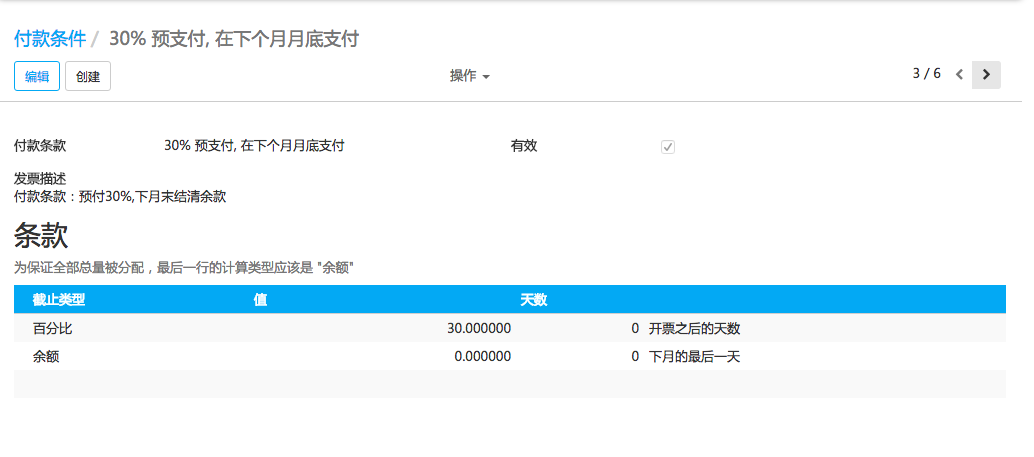 付款条件 / 30% 预支付, 在下个月月底支付
编辑 创建 操作 3 / 6
付款条款 30% 预支付, 在下个月月底支付 有效
发票描述
付款条款：预付30%,下月末结清余款
条款
为保证全部总量被分配，最后一行的计算类型应该是 "余额"
截止类型 值 天数
百分比 30.000000 0 开票之后的天数
余额 0.000000 0 下月的最后一天